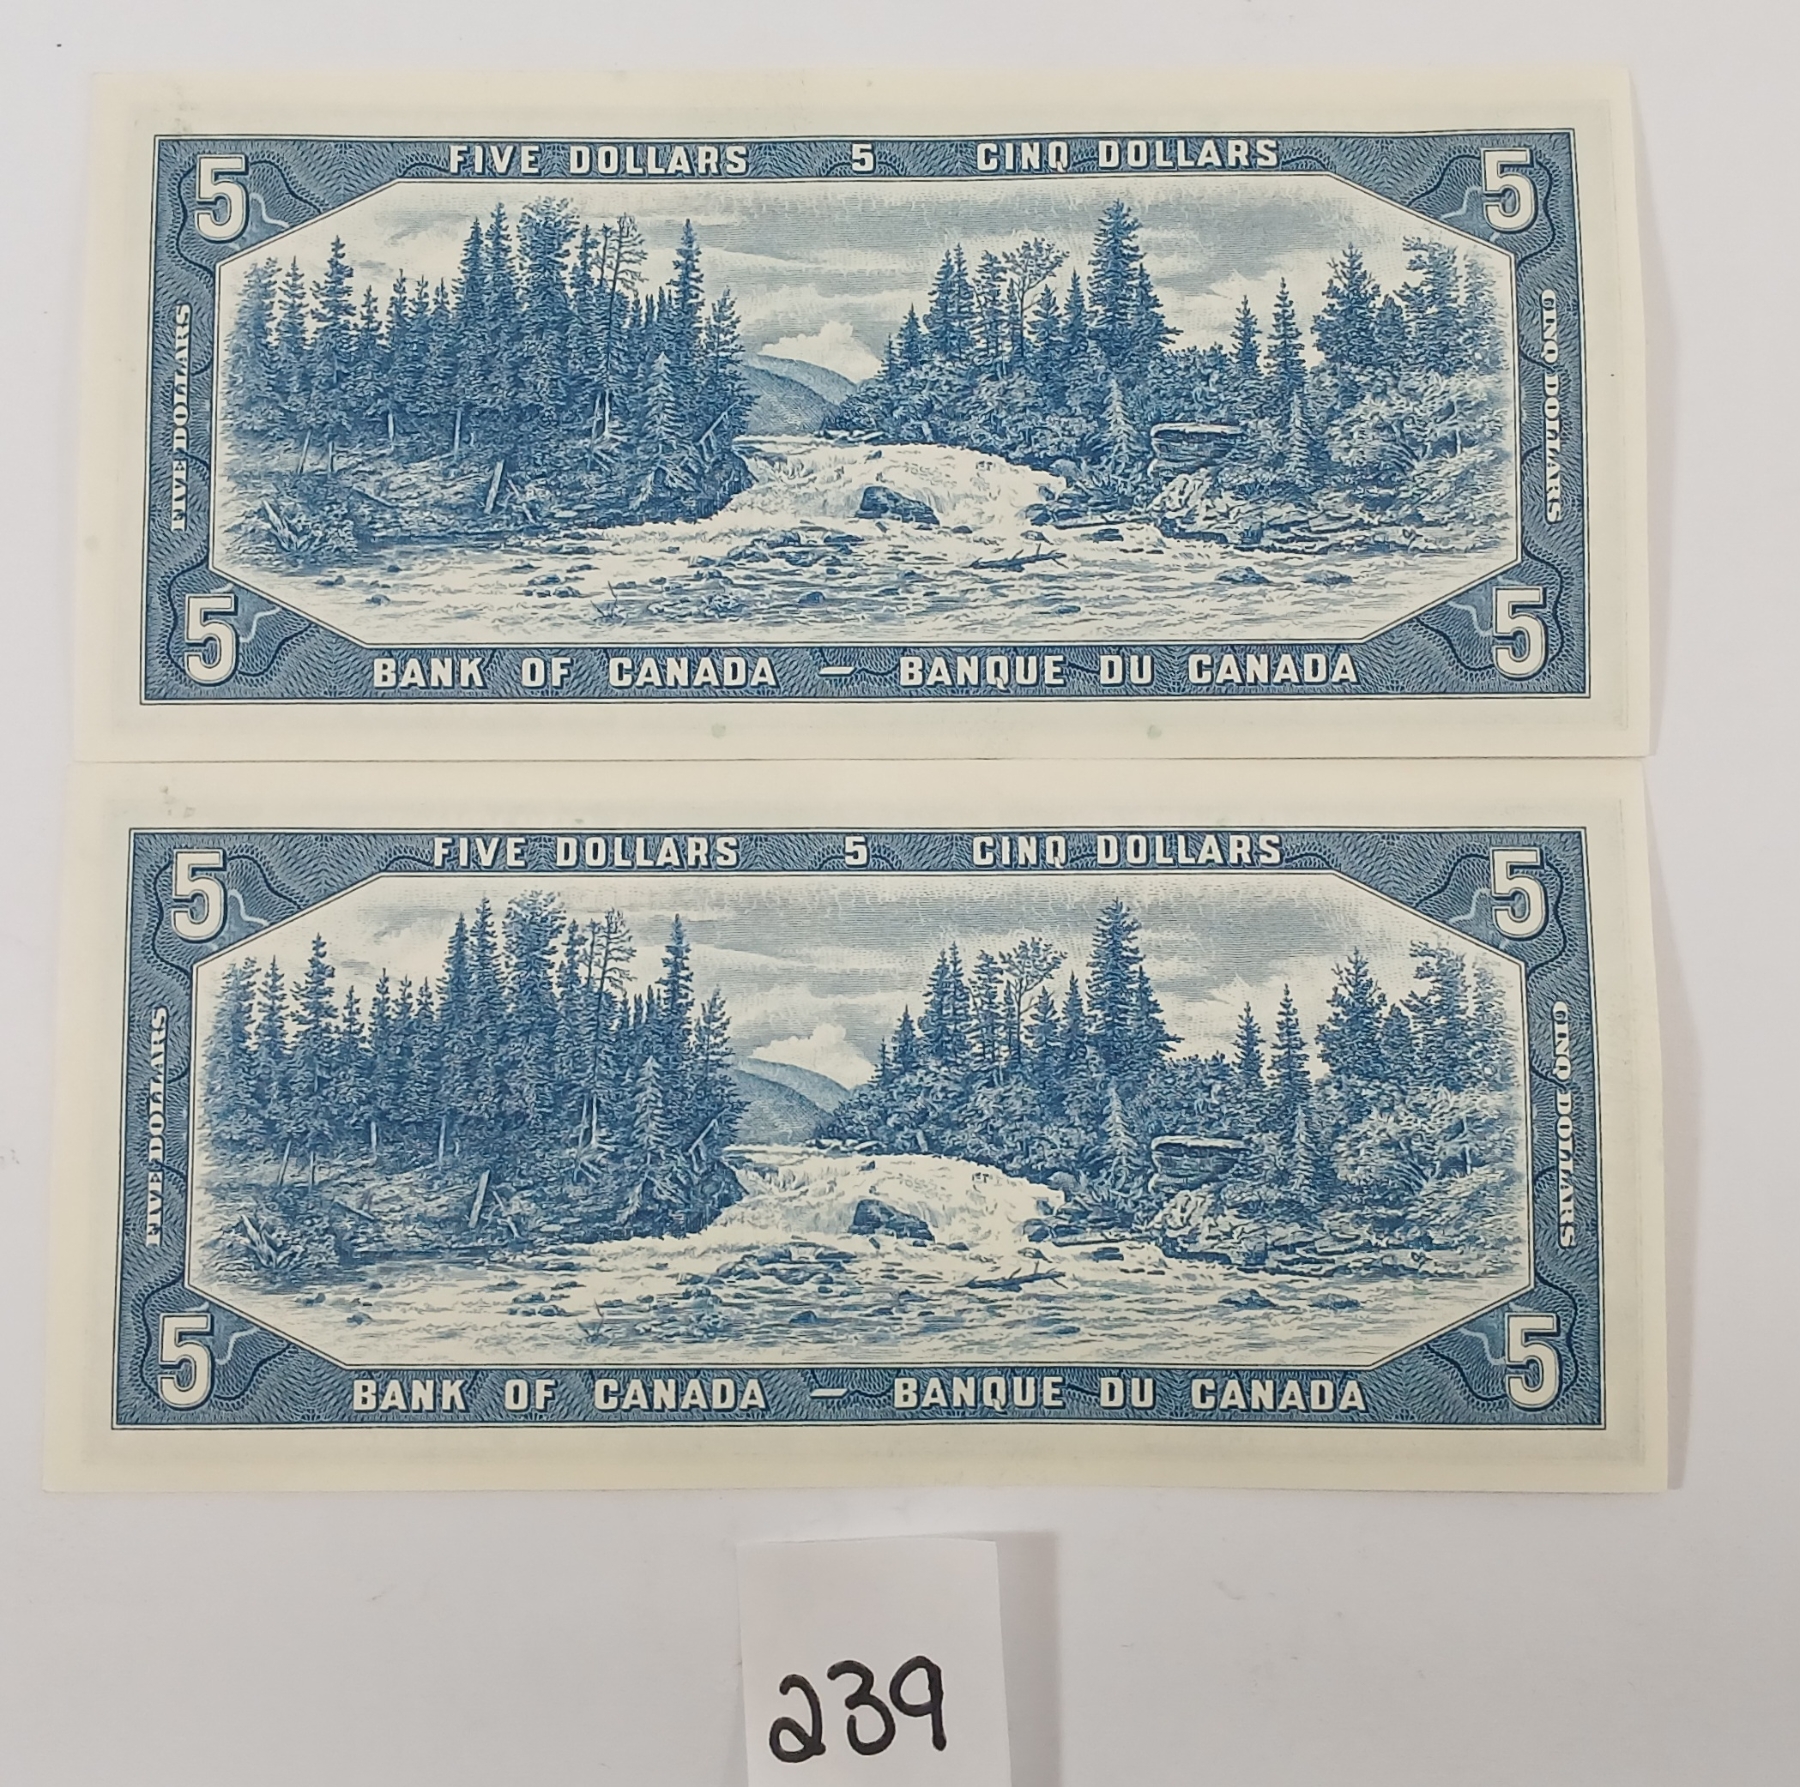 FIVE DOLLARS 5 CINQ DOLLARS
5 5
FIVE DOLLARS
CINQ DOLLARS
5 5
BANK OF CANADA – BANQUE DU CANADA
FIVE DOLLARS 5 CINQ DOLLARS
5 5
FIVE DOLLARS
CINQ DOLLARS
5 5
BANK OF CANADA – BANQUE DU CANADA
239